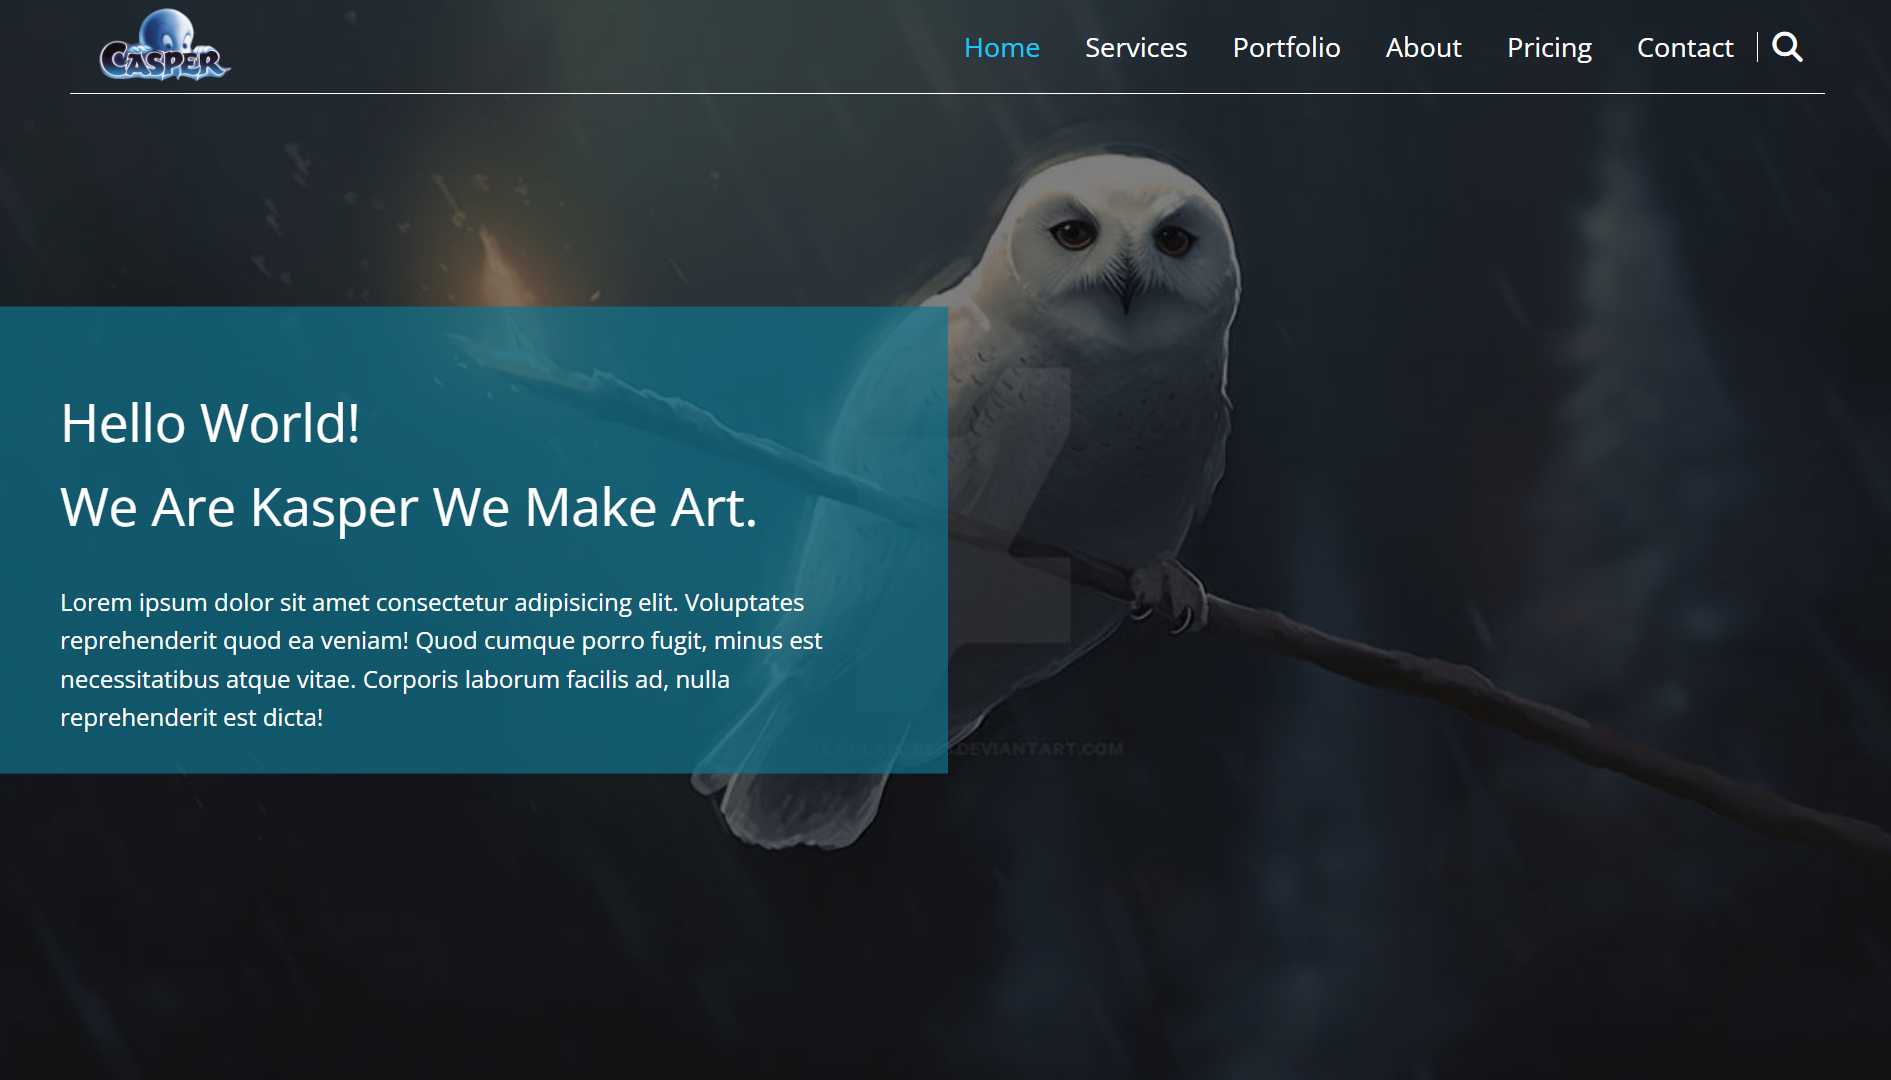 CASPER
Home Services Portfolio About Pricing Contact
Hello World!
We Are Kasper We Make Art.
Lorem ipsum dolor sit amet consectetur adipisicing elit. Voluptates
reprehenderit quod ea veniam! Quod cumque porro fugit, minus est
necessitatibus atque vitae. Corporis laborum facilis ad, nulla
reprehenderit est dicta!
.DEVIANTART.COM